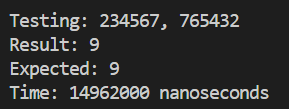 Testing: 234567, 765432
Result: 9
Expected: 9
Time: 14962000 nanoseconds